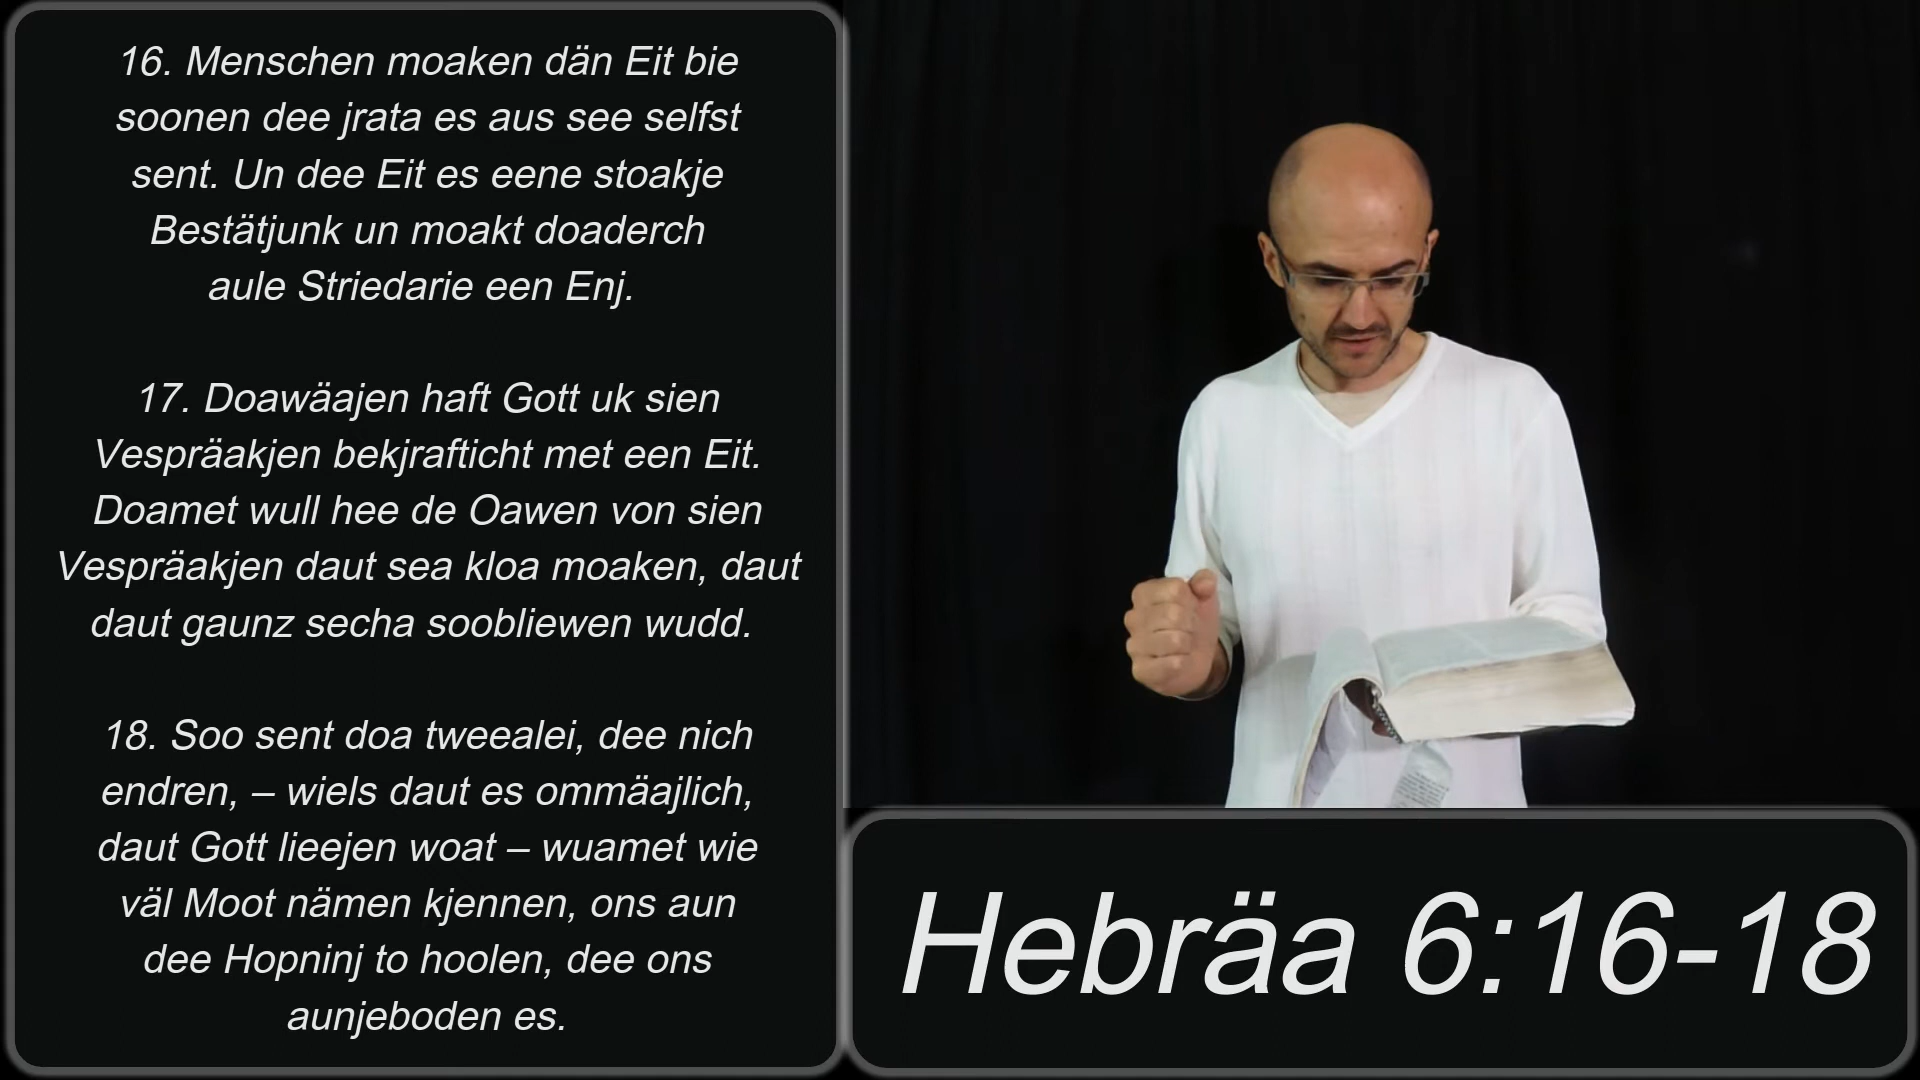 16. Menschen moaken dän Eit bie
soonen dee jrata es aus see selfst
sent. Un dee Eit es eene stoakje
Bestätjunk un moakt doaderch
aule Striedarie een Enj.
17. Doawäajen haft Gott uk sien
Vespräakjen bekjrafticht met een Eit.
Doamet wull hee de Oawen von sien
Vespräakjen daut sea kloa moaken, daut
daut gaunz secha soobliewen wudd.
18. Soo sent doa tweealei, dee nich
endren, – wiels daut es ommäajlich,
daut Gott lieejen woat – wuamet wie
väl Moot nämen kjennen, ons aun
dee Hopninj to hoolen, dee ons
aunjeboden es.
Hebräa 6:16-18